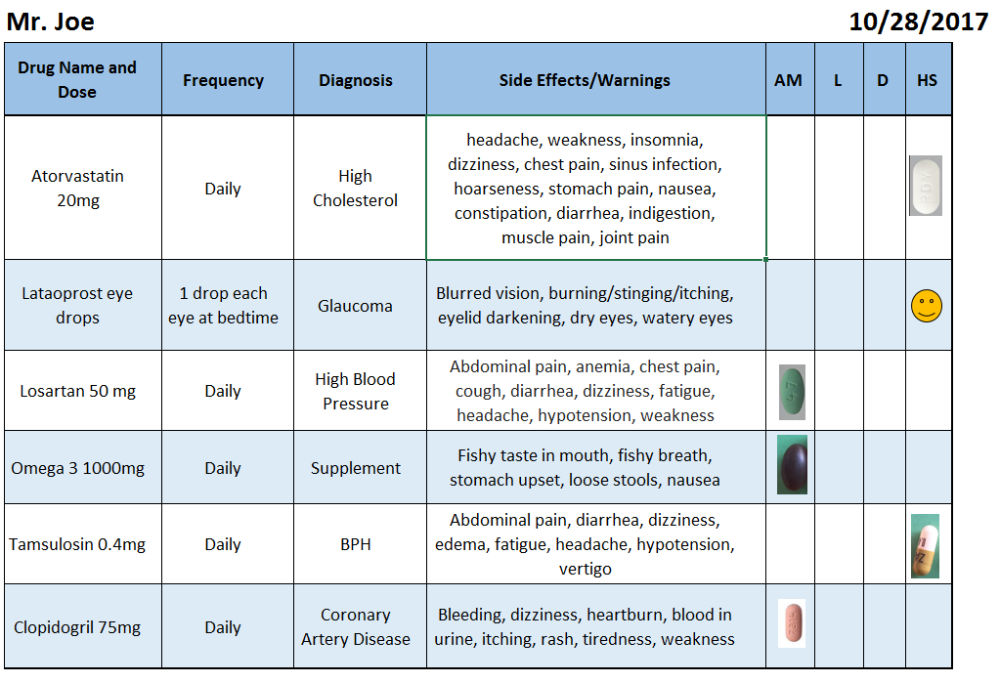 Mr. Joe 10/28/2017
Drug Name and
Dose
Frequency
Diagnosis
Side Effects/Warnings
AM
L
D
HS
Atorvastatin
20mg
Daily
High
Cholesterol
headache, weakness, insomnia,
dizziness, chest pain, sinus infection,
hoarseness, stomach pain, nausea,
constipation, diarrhea, indigestion,
muscle pain, joint pain
RDY
Lataoprost eye
drops
1 drop each
eye at bedtime
Glaucoma
Blurred vision, burning/stinging/itching,
eyelid darkening, dry eyes, watery eyes
Losartan 50 mg
Daily
High Blood
Pressure
Abdominal pain, anemia, chest pain,
cough, diarrhea, dizziness, fatigue,
headache, hypotension, weakness
Omega 3 1000mg
Daily
Supplement
Fishy taste in mouth, fishy breath,
stomach upset, loose stools, nausea
Tamsulosin 0.4mg
Daily
BPH
Abdominal pain, diarrhea, dizziness,
edema, fatigue, headache, hypotension,
vertigo
Clopidogril 75mg
Daily
Coronary
Artery Disease
Bleeding, dizziness, heartburn, blood in
urine, itching, rash, tiredness, weakness